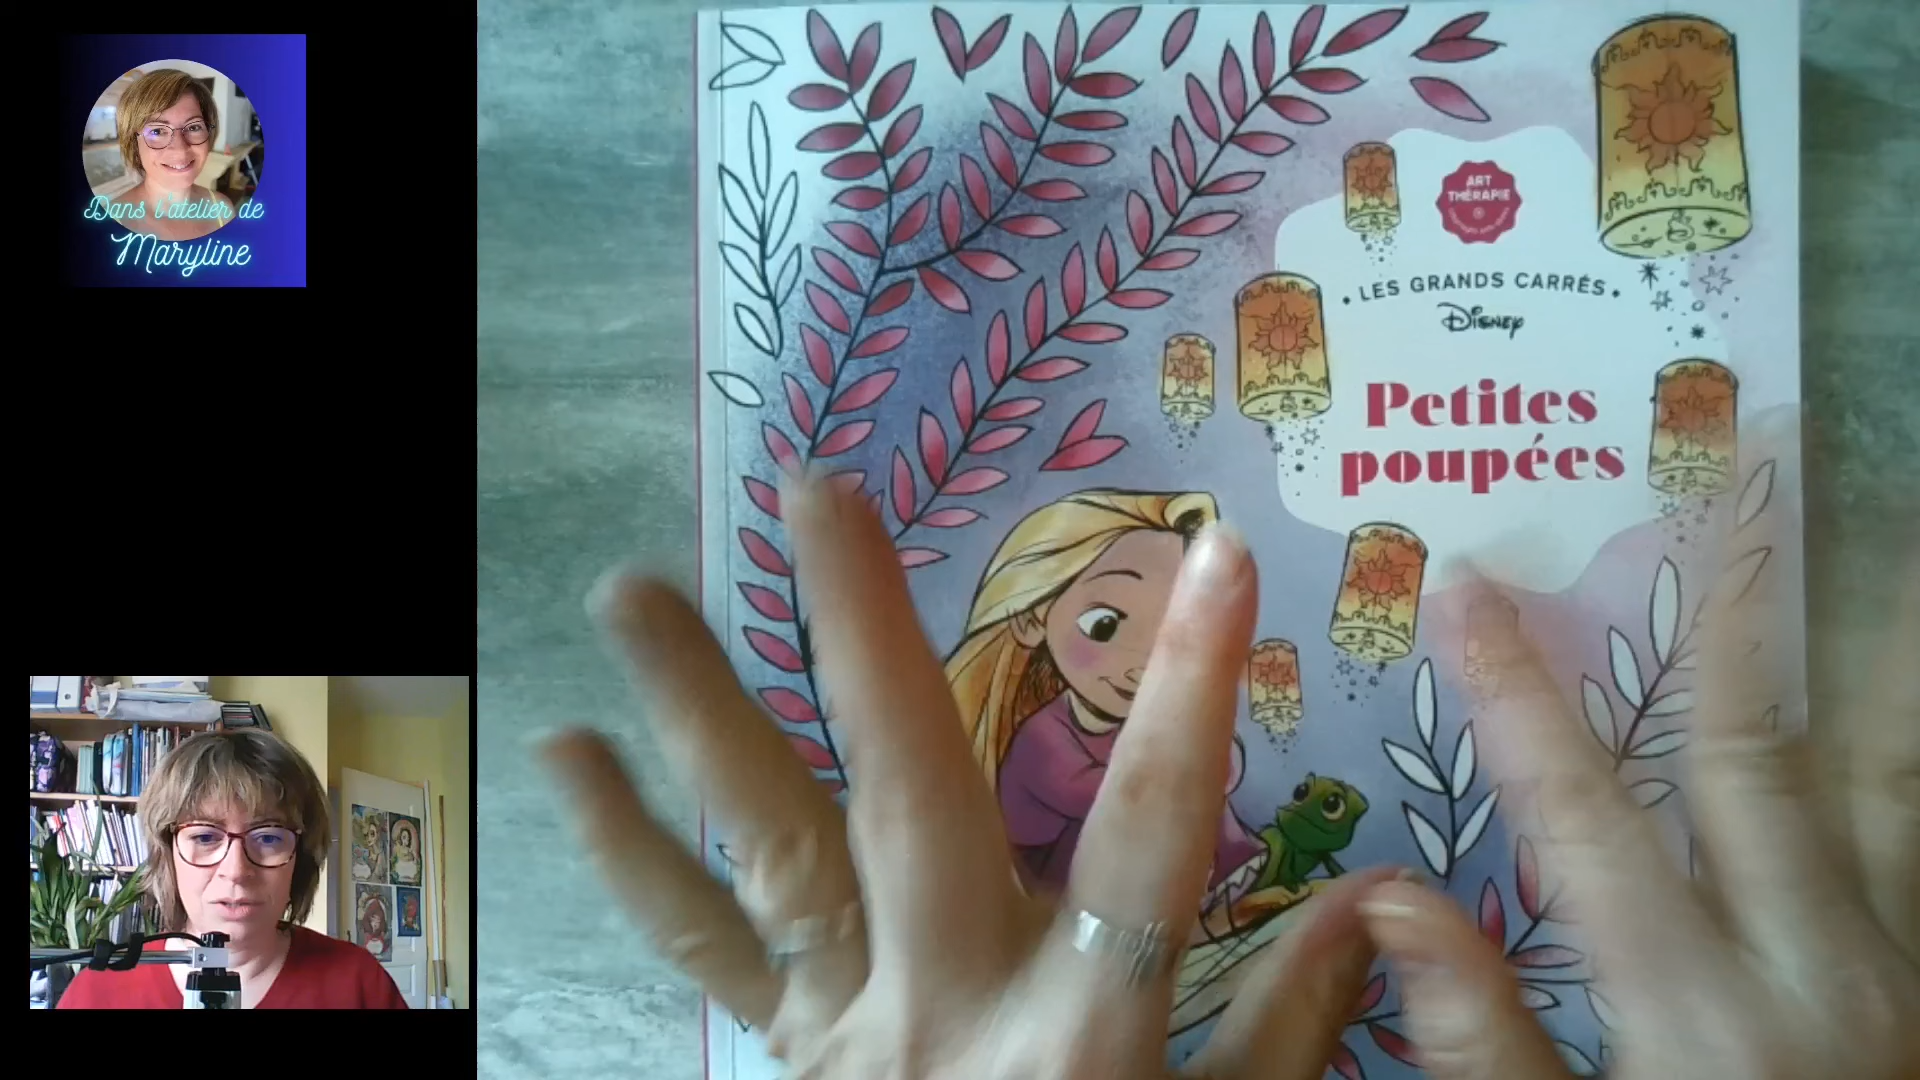 Dans l'atelier de
Maryline
ART
THÉRAPIE
• LES GRANDS CARRÉS •
Disney
Petites
poupées